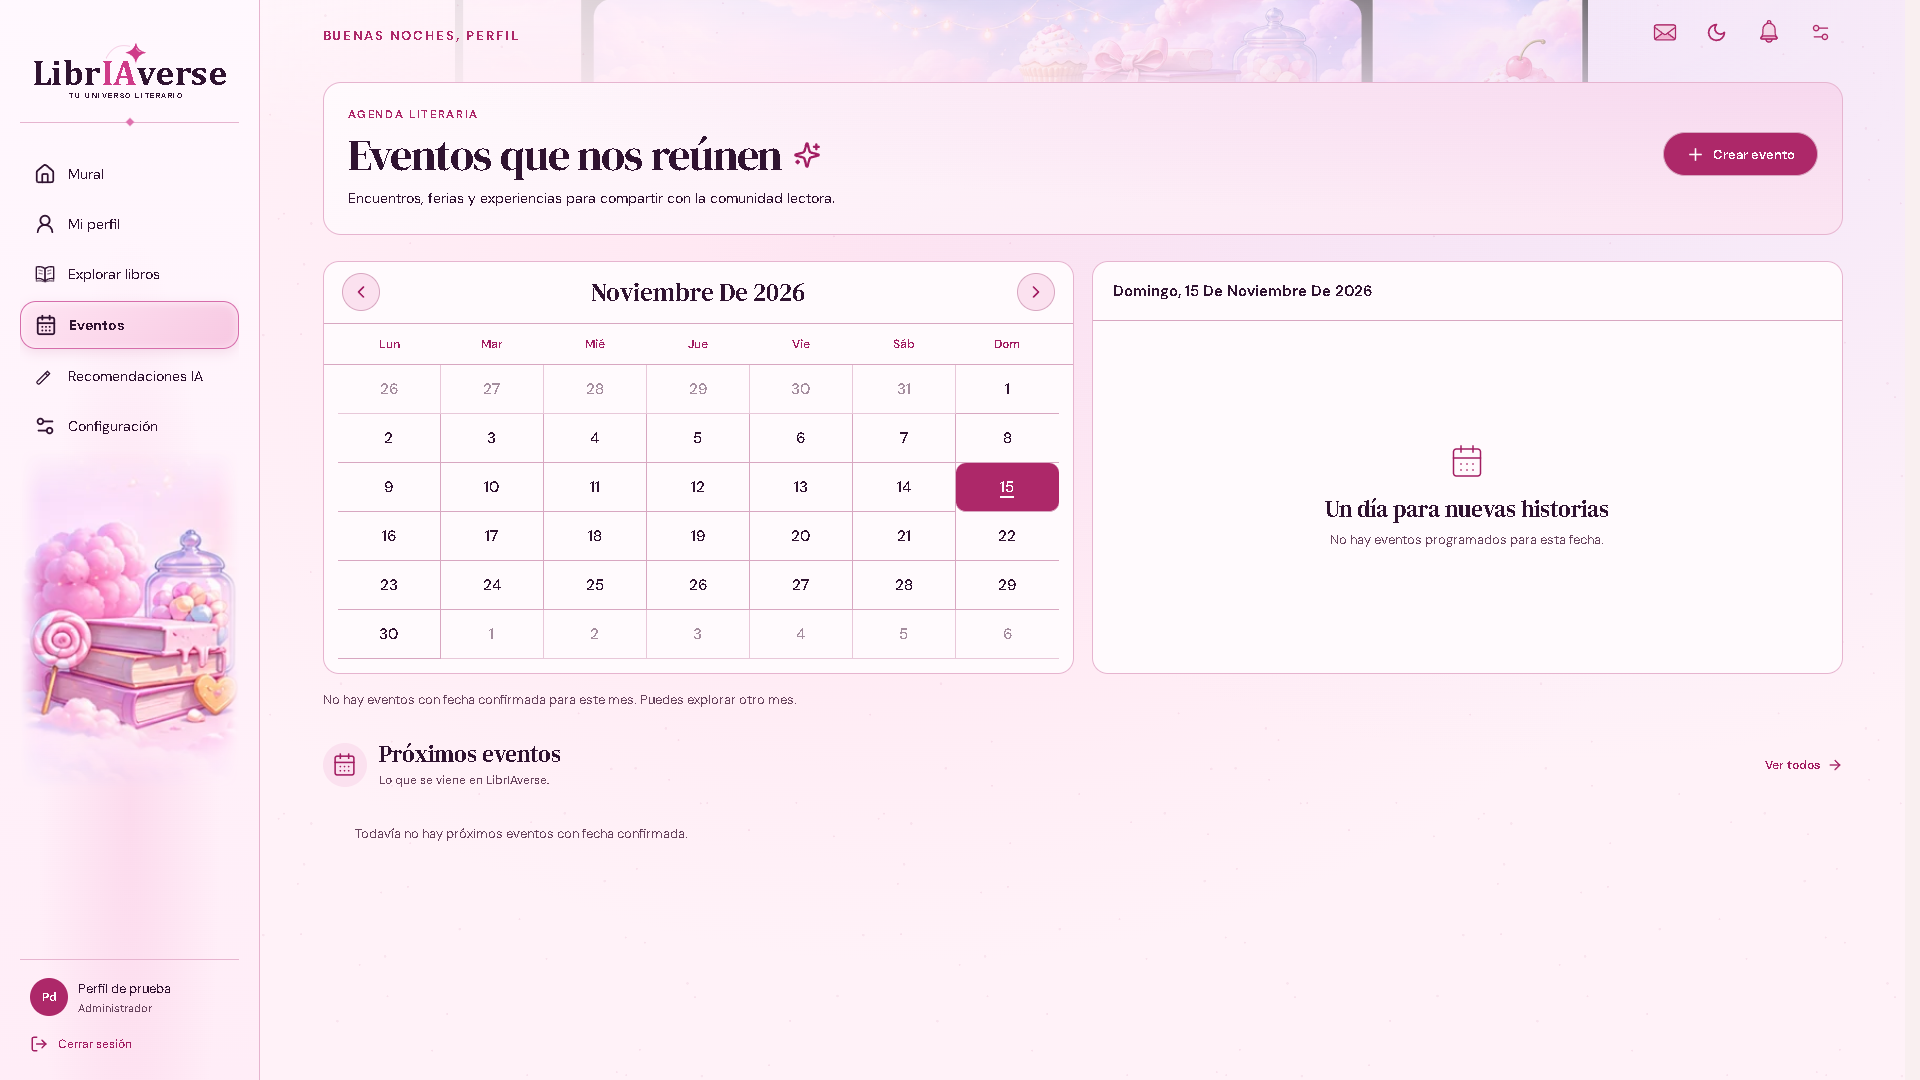 LibrIAverse
TU UNIVERSO LITERARIO
Mural
Mi perfil
Explorar libros
Eventos
Recomendaciones IA
Configuración
Pd
Perfil de prueba
Administrador
Cerrar sesión
BUENAS NOCHES, PERFIL
AGENDA LITERARIA
Eventos que nos reúnen
Encuentros, ferias y experiencias para compartir con la comunidad lectora.
Crear evento
Noviembre De 2026
Lun Mar Mié Jue Vie Sáb Dom
26 27 28 29 30 31 1
2 3 4 5 6 7 8
9 10 11 12 13 14 15
16 17 18 19 20 21 22
23 24 25 26 27 28 29
30 1 2 3 4 5 6
Domingo, 15 De Noviembre De 2026
Un día para nuevas historias
No hay eventos programados para esta fecha.
No hay eventos con fecha confirmada para este mes. Puedes explorar otro mes.
Próximos eventos
Lo que se viene en LibrIAverse.
Ver todos
Todavía no hay próximos eventos con fecha confirmada.